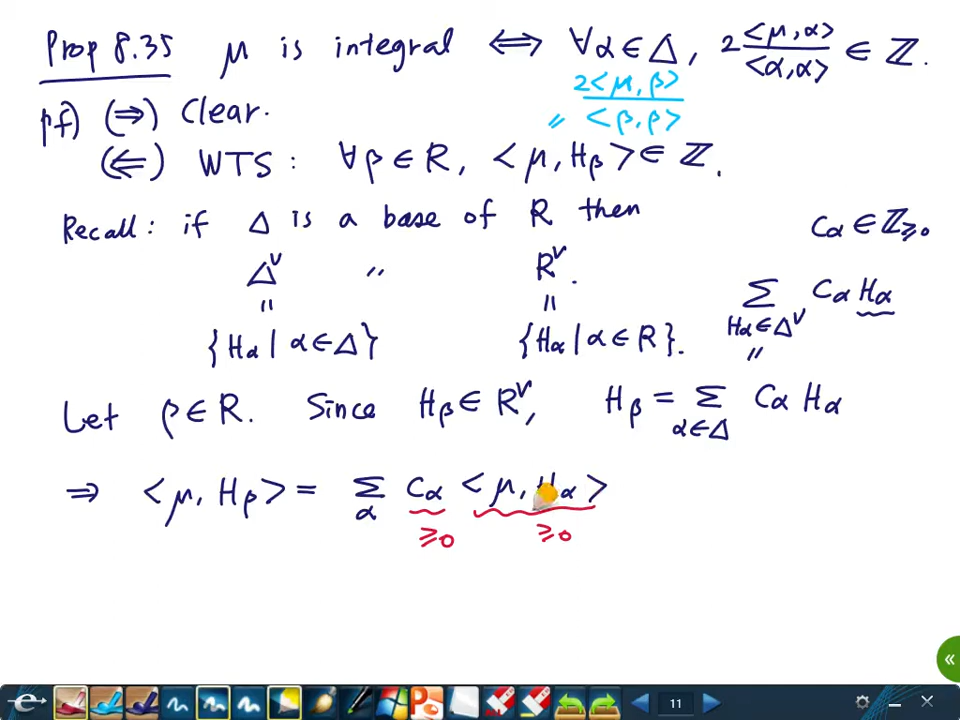 Prop 8.35 μ is integral ⟺ ∀α∈Δ, 2 <μ,α>/<α,α> ∈ ℤ.
pf) (⇒) Clear.
2<μ,β>/<β,β>
〃
(⇐) WTS: ∀β∈R, <μ, Hβ> ∈ ℤ.
Recall: if Δ is a base of R then
Cα ∈ ℤ≥0
Δ^∨ 〃 R^∨.
Σ Cα Hα
Hα∈Δ^∨
〃
{Hα | α∈Δ} {Hα | α∈R}.
Let β∈R. Since Hβ∈R^∨, Hβ = Σ Cα Hα
α∈Δ
⇒ <μ, Hβ> = Σ Cα <μ, Hα>
α
≥0 ≥0
11